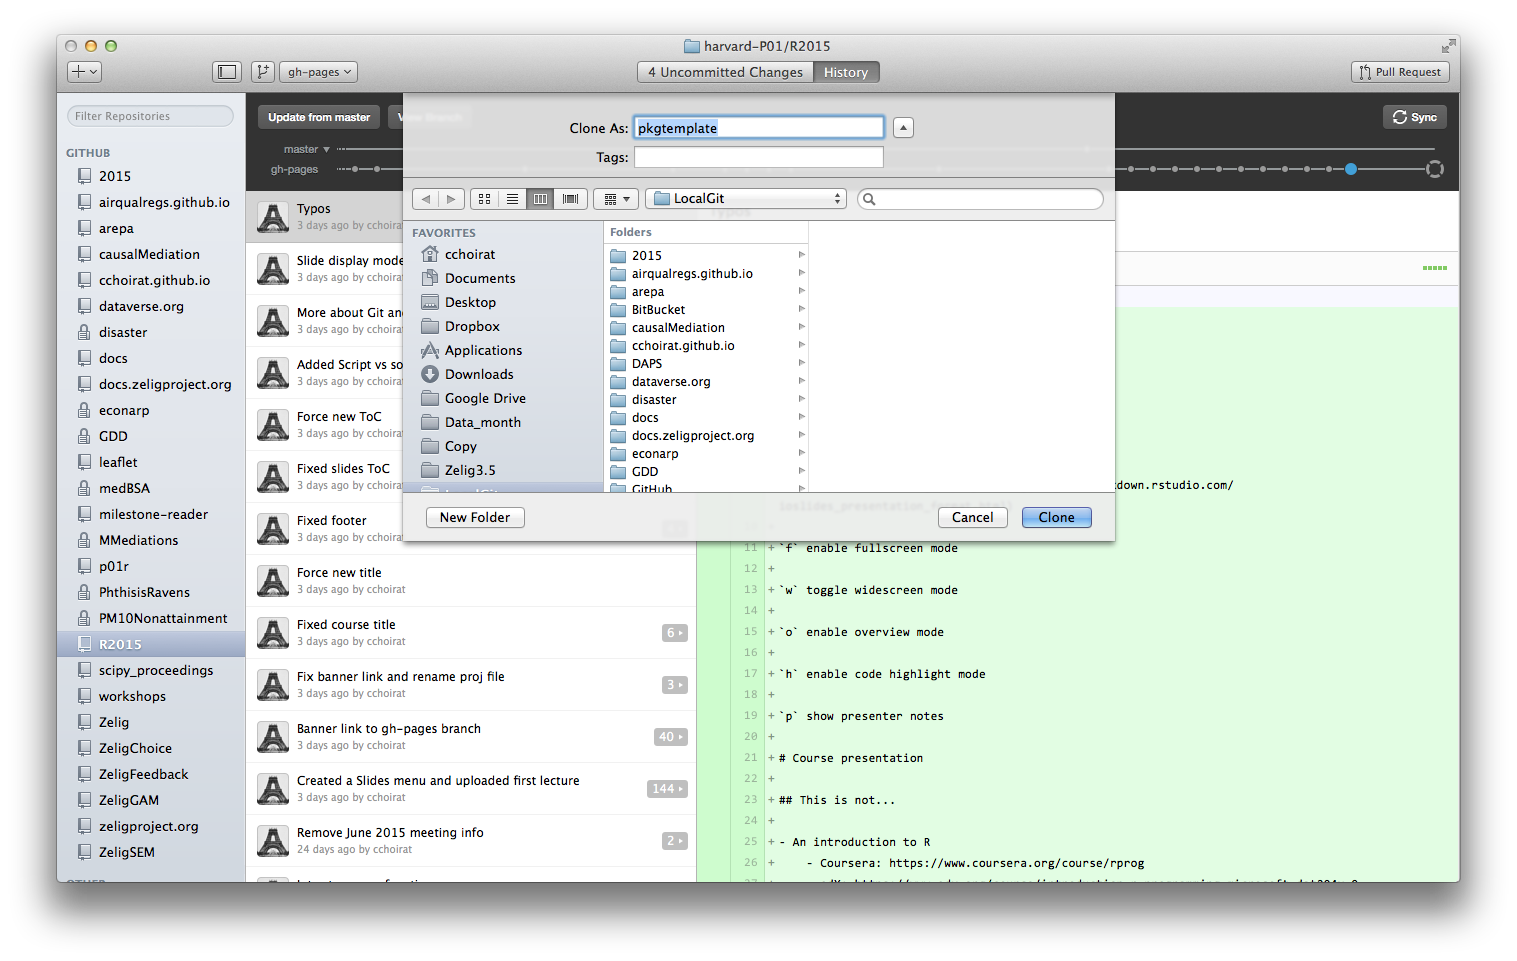 harvard-P01/R2015
gh-pages
4 Uncommitted Changes
History
Pull Request
Filter Repositories
GITHUB
2015
airqualregs.github.io
arepa
causalMediation
cchoirat.github.io
dataverse.org
disaster
docs
docs.zeligproject.org
econarp
GDD
leaflet
medBSA
milestone-reader
MMediations
p01r
PhthisisRavens
PM10Nonattainment
R2015
scipy_proceedings
workshops
Zelig
ZeligChoice
ZeligFeedback
ZeligGAM
zeligproject.org
ZeligSEM
Update from master
Sync
master
gh-pages
Clone As:
pkgtemplate
Tags:
LocalGit
FAVORITES
cchoirat
Documents
Desktop
Dropbox
Applications
Downloads
Google Drive
Data_month
Copy
Zelig3.5
Folders
2015
airqualregs.github.io
arepa
BitBucket
causalMediation
cchoirat.github.io
DAPS
dataverse.org
disaster
docs
docs.zeligproject.org
econarp
GDD
GitHub
New Folder
Cancel
Clone
Typos
3 days ago by cchoira
Slide display mode
3 days ago by cchoira
More about Git an
3 days ago by cchoira
Added Script vs so
3 days ago by cchoira
Force new ToC
3 days ago by cchoira
Fixed slides ToC
3 days ago by cchoira
Fixed footer
3 days ago by cchoira
Force new title
3 days ago by cchoirat
Fixed course title
3 days ago by cchoirat
6
Fix banner link and rename proj file
3 days ago by cchoirat
3
Banner link to gh-pages branch
3 days ago by cchoirat
40
Created a Slides menu and uploaded first lecture
3 days ago by cchoirat
144
Remove June 2015 meeting info
24 days ago by cchoirat
2
down.rstudio.com/
11 + `f` enable fullscreen mode
12 +
13 + `w` toggle widescreen mode
14 +
15 + `o` enable overview mode
16 +
17 + `h` enable code highlight mode
18 +
19 + `p` show presenter notes
20 +
21 + # Course presentation
22 +
23 + ## This is not...
24 +
25 + - An introduction to R
26 + - Coursera: https://www.coursera.org/course/rprog